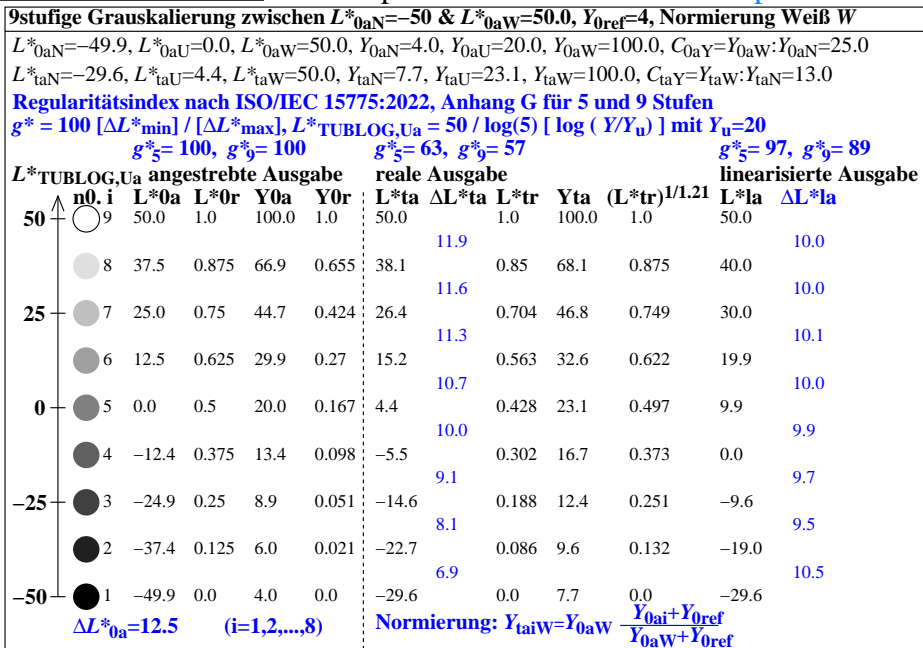 9stufige Grauskalierung zwischen L*0aN=−50 & L*0aW=50.0, Y0ref=4, Normierung Weiß W
L*0aN=−49.9, L*0aU=0.0, L*0aW=50.0, Y0aN=4.0, Y0aU=20.0, Y0aW=100.0, C0aY=Y0aW:Y0aN=25.0
L*taN=−29.6, L*taU=4.4, L*taW=50.0, YtaN=7.7, YtaU=23.1, YtaW=100.0, CtaY=YtaW:YtaN=13.0
Regularitätsindex nach ISO/IEC 15775:2022, Anhang G für 5 und 9 Stufen
g* = 100 [ΔL*min] / [ΔL*max], L*TUBLOG,Ua = 50 / log(5) [ log ( Y/Yu) ] mit Yu=20
g*5= 100, g*9= 100 g*5= 63, g*9= 57 g*5= 97, g*9= 89
L*TUBLOG,Ua angestrebte Ausgabe reale Ausgabe linearisierte Ausgabe
n0. i L*0a L*0r Y0a Y0r L*ta ΔL*ta L*tr Yta (L*tr)1/1.21 L*la ΔL*la
50 9 50.0 1.0 100.0 1.0 50.0 1.0 100.0 1.0 50.0
11.9 10.0
8 37.5 0.875 66.9 0.655 38.1 0.85 68.1 0.875 40.0
11.6 10.0
25 7 25.0 0.75 44.7 0.424 26.4 0.704 46.8 0.749 30.0
11.3 10.1
6 12.5 0.625 29.9 0.27 15.2 0.563 32.6 0.622 19.9
10.7 10.0
0 5 0.0 0.5 20.0 0.167 4.4 0.428 23.1 0.497 9.9
10.0 9.9
4 −12.4 0.375 13.4 0.098 −5.5 0.302 16.7 0.373 0.0
9.1 9.7
−25 3 −24.9 0.25 8.9 0.051 −14.6 0.188 12.4 0.251 −9.6
8.1 9.5
2 −37.4 0.125 6.0 0.021 −22.7 0.086 9.6 0.132 −19.0
6.9 10.5
−50 1 −49.9 0.0 4.0 0.0 −29.6 0.0 7.7 0.0 −29.6
ΔL*0a=12.5 (i=1,2,...,8) Normierung: YtaiW=Y0aW Y0ai+Y0ref
Y0aW+Y0ref